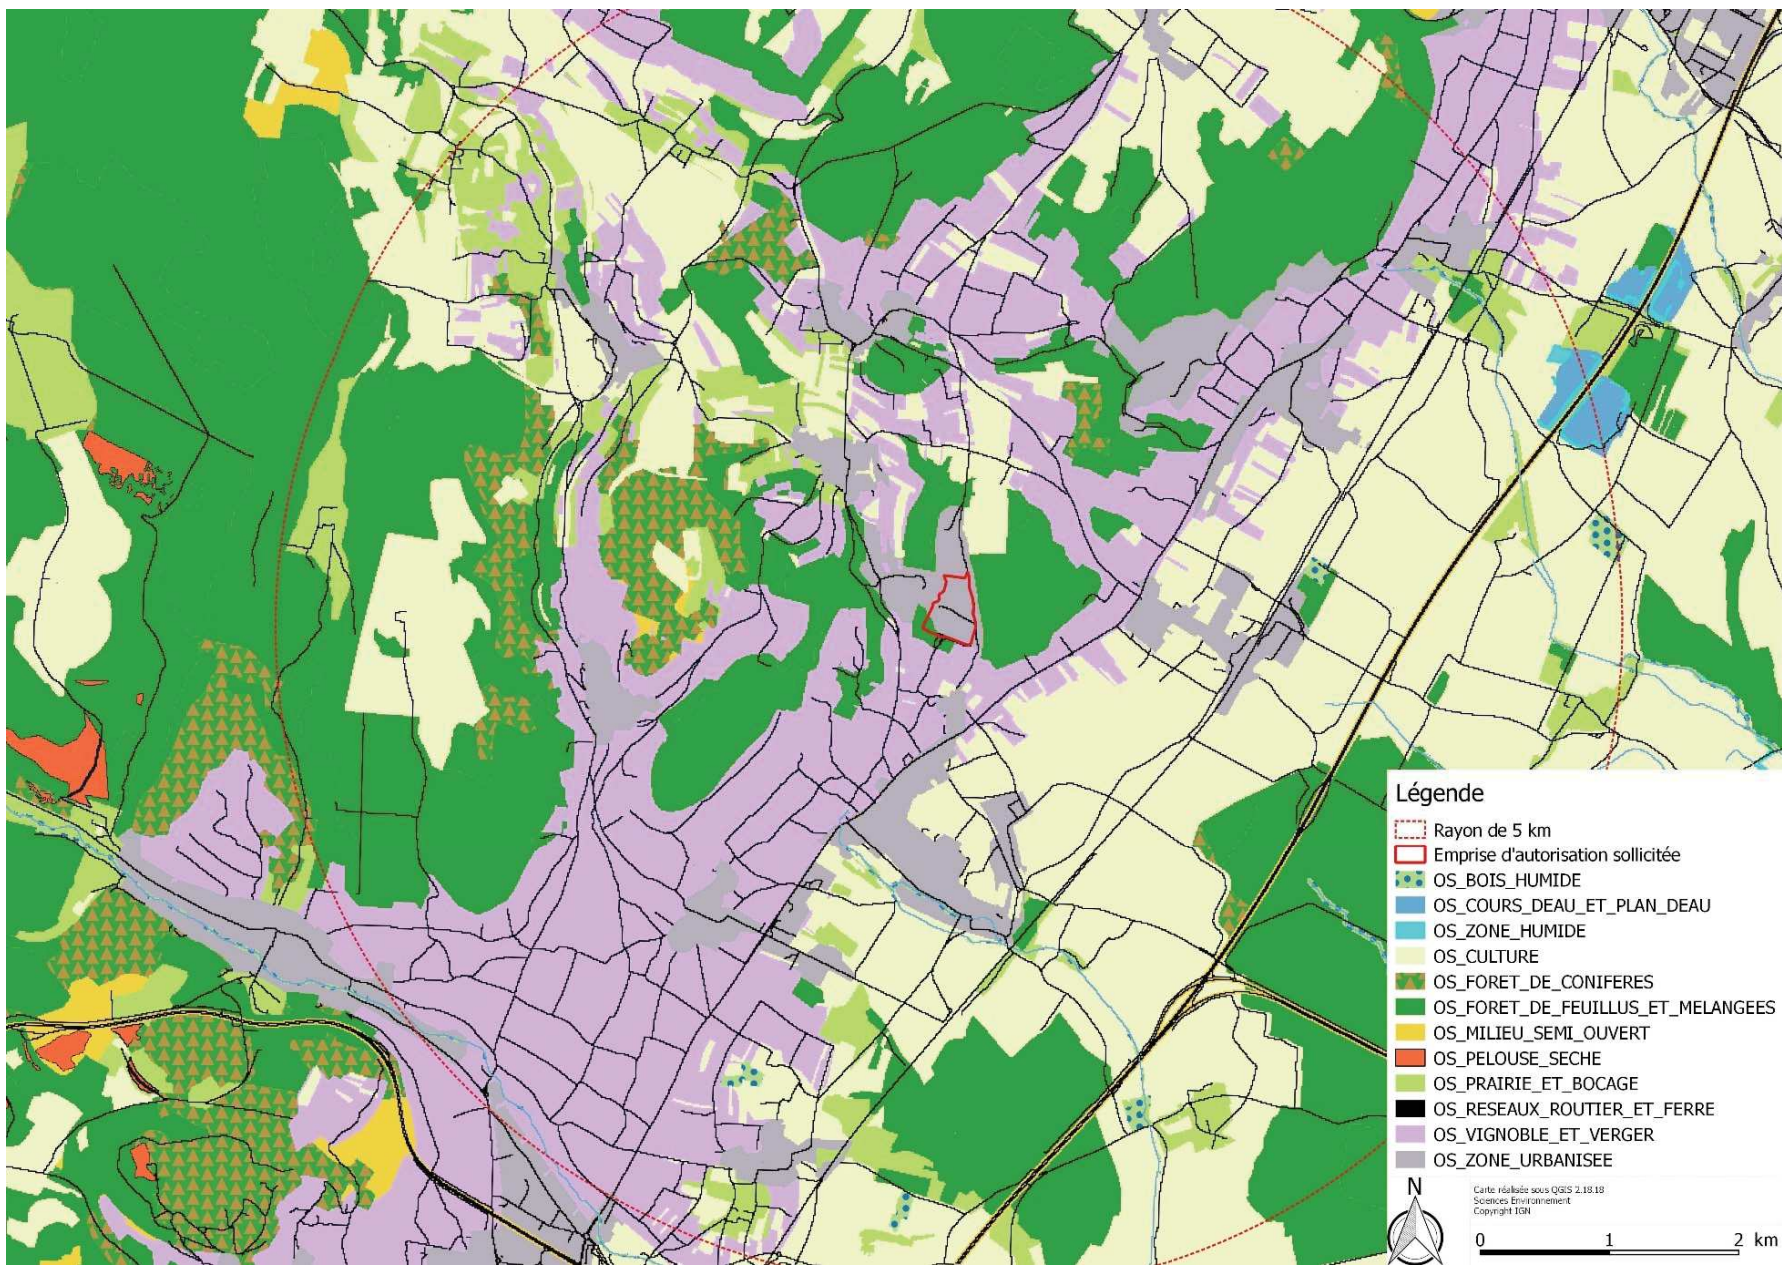 Légende
Rayon de 5 km
Emprise d'autorisation sollicitée
OS_BOIS_HUMIDE
OS_COURS_DEAU_ET_PLAN_DEAU
OS_ZONE_HUMIDE
OS_CULTURE
OS_FORET_DE_CONIFERES
OS_FORET_DE_FEUILLUS_ET_MELANGEES
OS_MILIEU_SEMI_OUVERT
OS_PELOUSE_SECHE
OS_PRAIRIE_ET_BOCAGE
OS_RESEAUX_ROUTIER_ET_FERRE
OS_VIGNOBLE_ET_VERGER
OS_ZONE_URBANISEE
N
Carte réalisée sous QGIS 2.18.18
Sciences Environnement
Copyright IGN
0 1 2 km